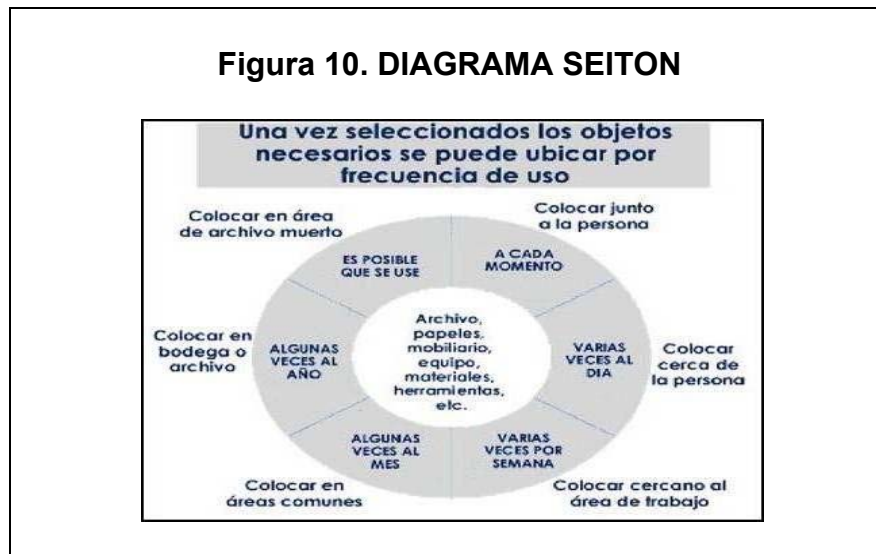 Figura 10. DIAGRAMA SEITON
Una vez seleccionados los objetos
necesarios se puede ubicar por
frecuencia de uso
Colocar en área
de archivo muerto
Colocar junto
a la persona
ES POSIBLE
QUE SE USE
A CADA
MOMENTO
Colocar en
bodega o
archivo
ALGUNAS
VECES AL
AÑO
Archivo,
papeles,
mobiliario,
equipo,
materiales,
herramientas,
etc.
VARIAS
VECES AL
DIA
Colocar
cerca de
la persona
ALGUNAS
VECES AL
MES
VARIAS
VECES POR
SEMANA
Colocar en
áreas comunes
Colocar cercano al
área de trabajo